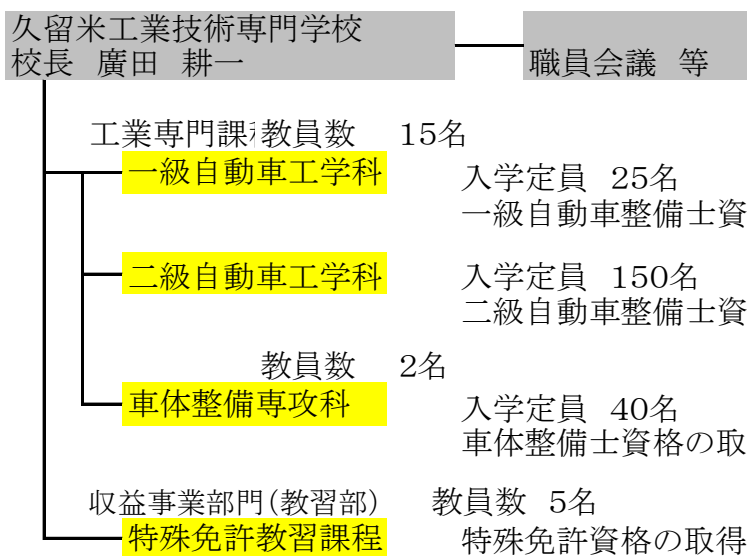 久留米工業技術専門学校
校長 廣田 耕一
職員会議 等
工業専門課 教員数 15名
一級自動車工学科
入学定員 25名
一級自動車整備士資
二級自動車工学科
入学定員 150名
二級自動車整備士資
教員数 2名
車体整備専攻科
入学定員 40名
車体整備士資格の取
収益事業部門(教習部) 教員数 5名
特殊免許教習課程
特殊免許資格の取得